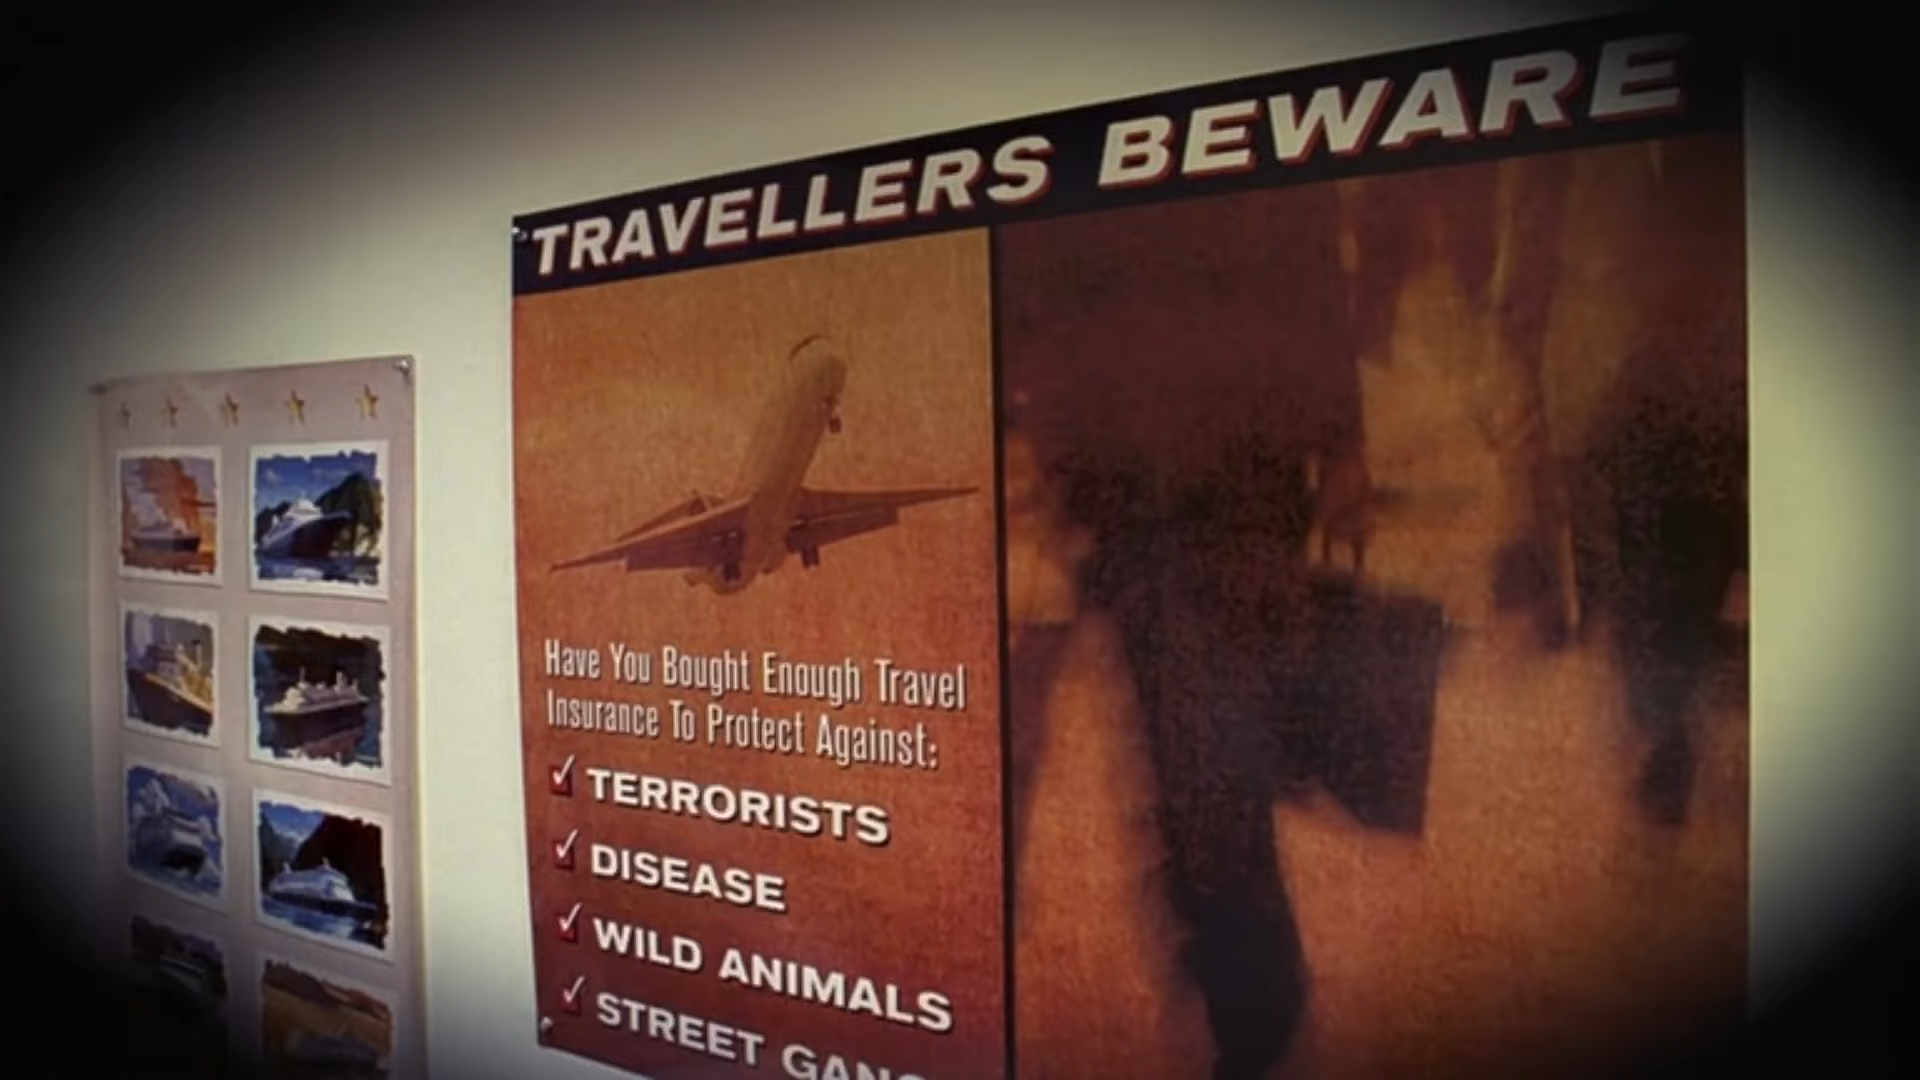 TRAVELLERS BEWARE
Have You Bought Enough Travel
Insurance To Protect Against:
✓ TERRORISTS
✓ DISEASE
✓ WILD ANIMALS
✓ STREET